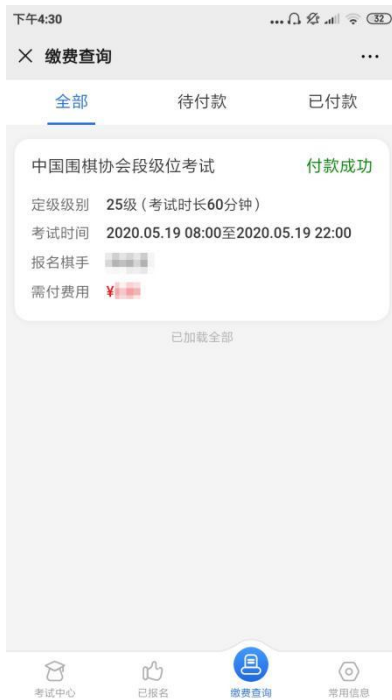 下午4:30 ... 32
缴费查询 ...
全部 待付款 已付款
中国围棋协会段级位考试 付款成功
定级级别 25级（考试时长60分钟）
考试时间 2020.05.19 08:00至2020.05.19 22:00
报名棋手
需付费用 ¥
已加载全部
考试中心 已报名 缴费查询 常用信息